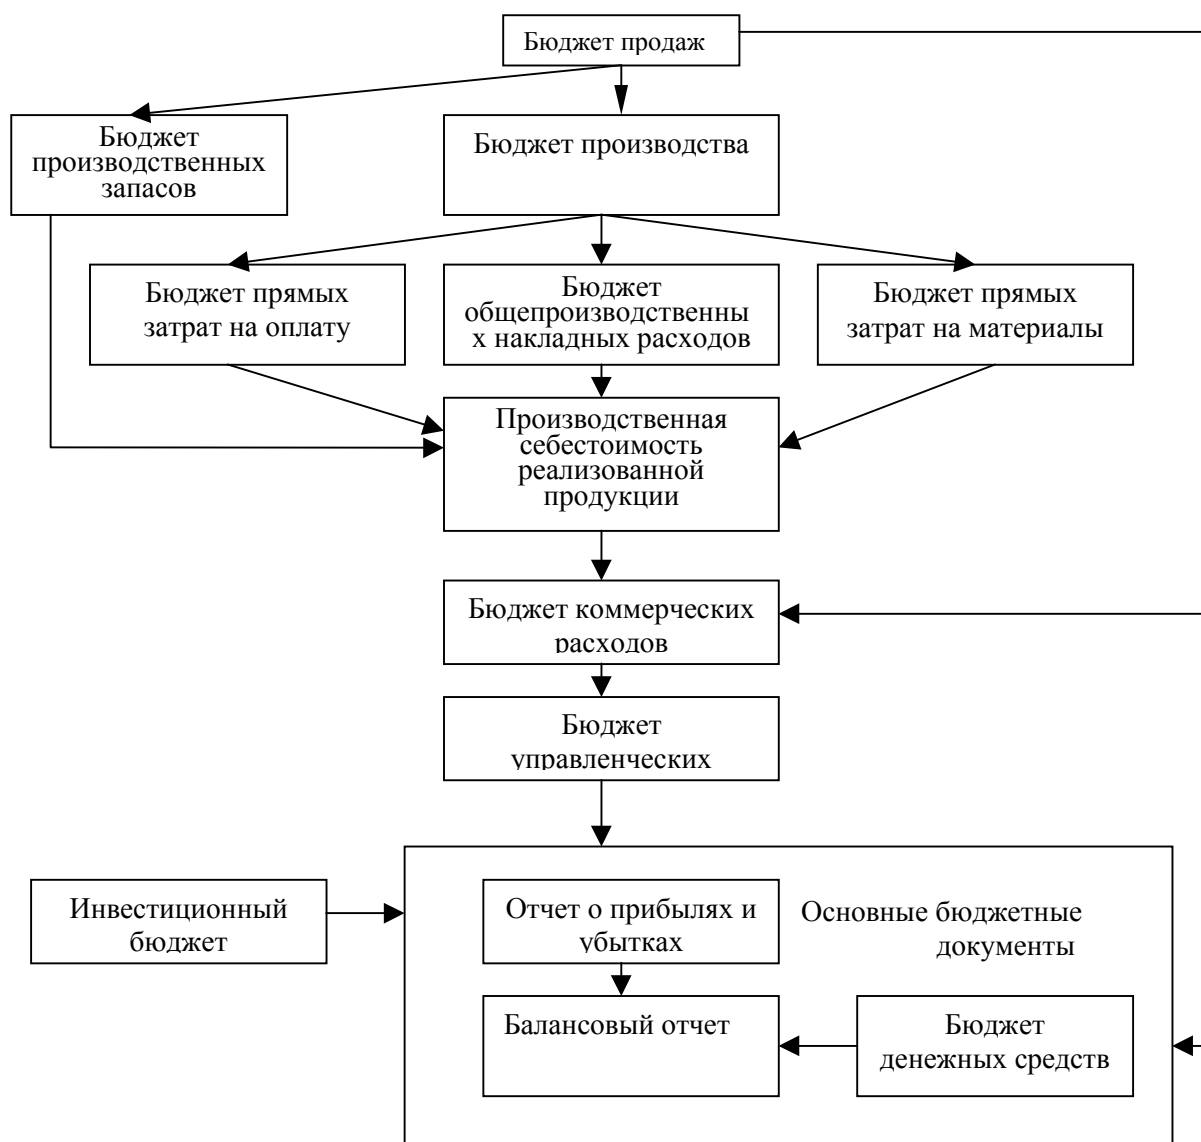 Бюджет продаж
Бюджет
производственных
запасов
Бюджет производства
Бюджет прямых
затрат на оплату
Бюджет
общепроизводственны
х накладных расходов
Бюджет прямых
затрат на материалы
Производственная
себестоимость
реализованной
продукции
Бюджет коммерческих
расходов
Бюджет
управленческих
Инвестиционный
бюджет
Отчет о прибылях и
убытках
Основные бюджетные
документы
Балансовый отчет
Бюджет
денежных средств